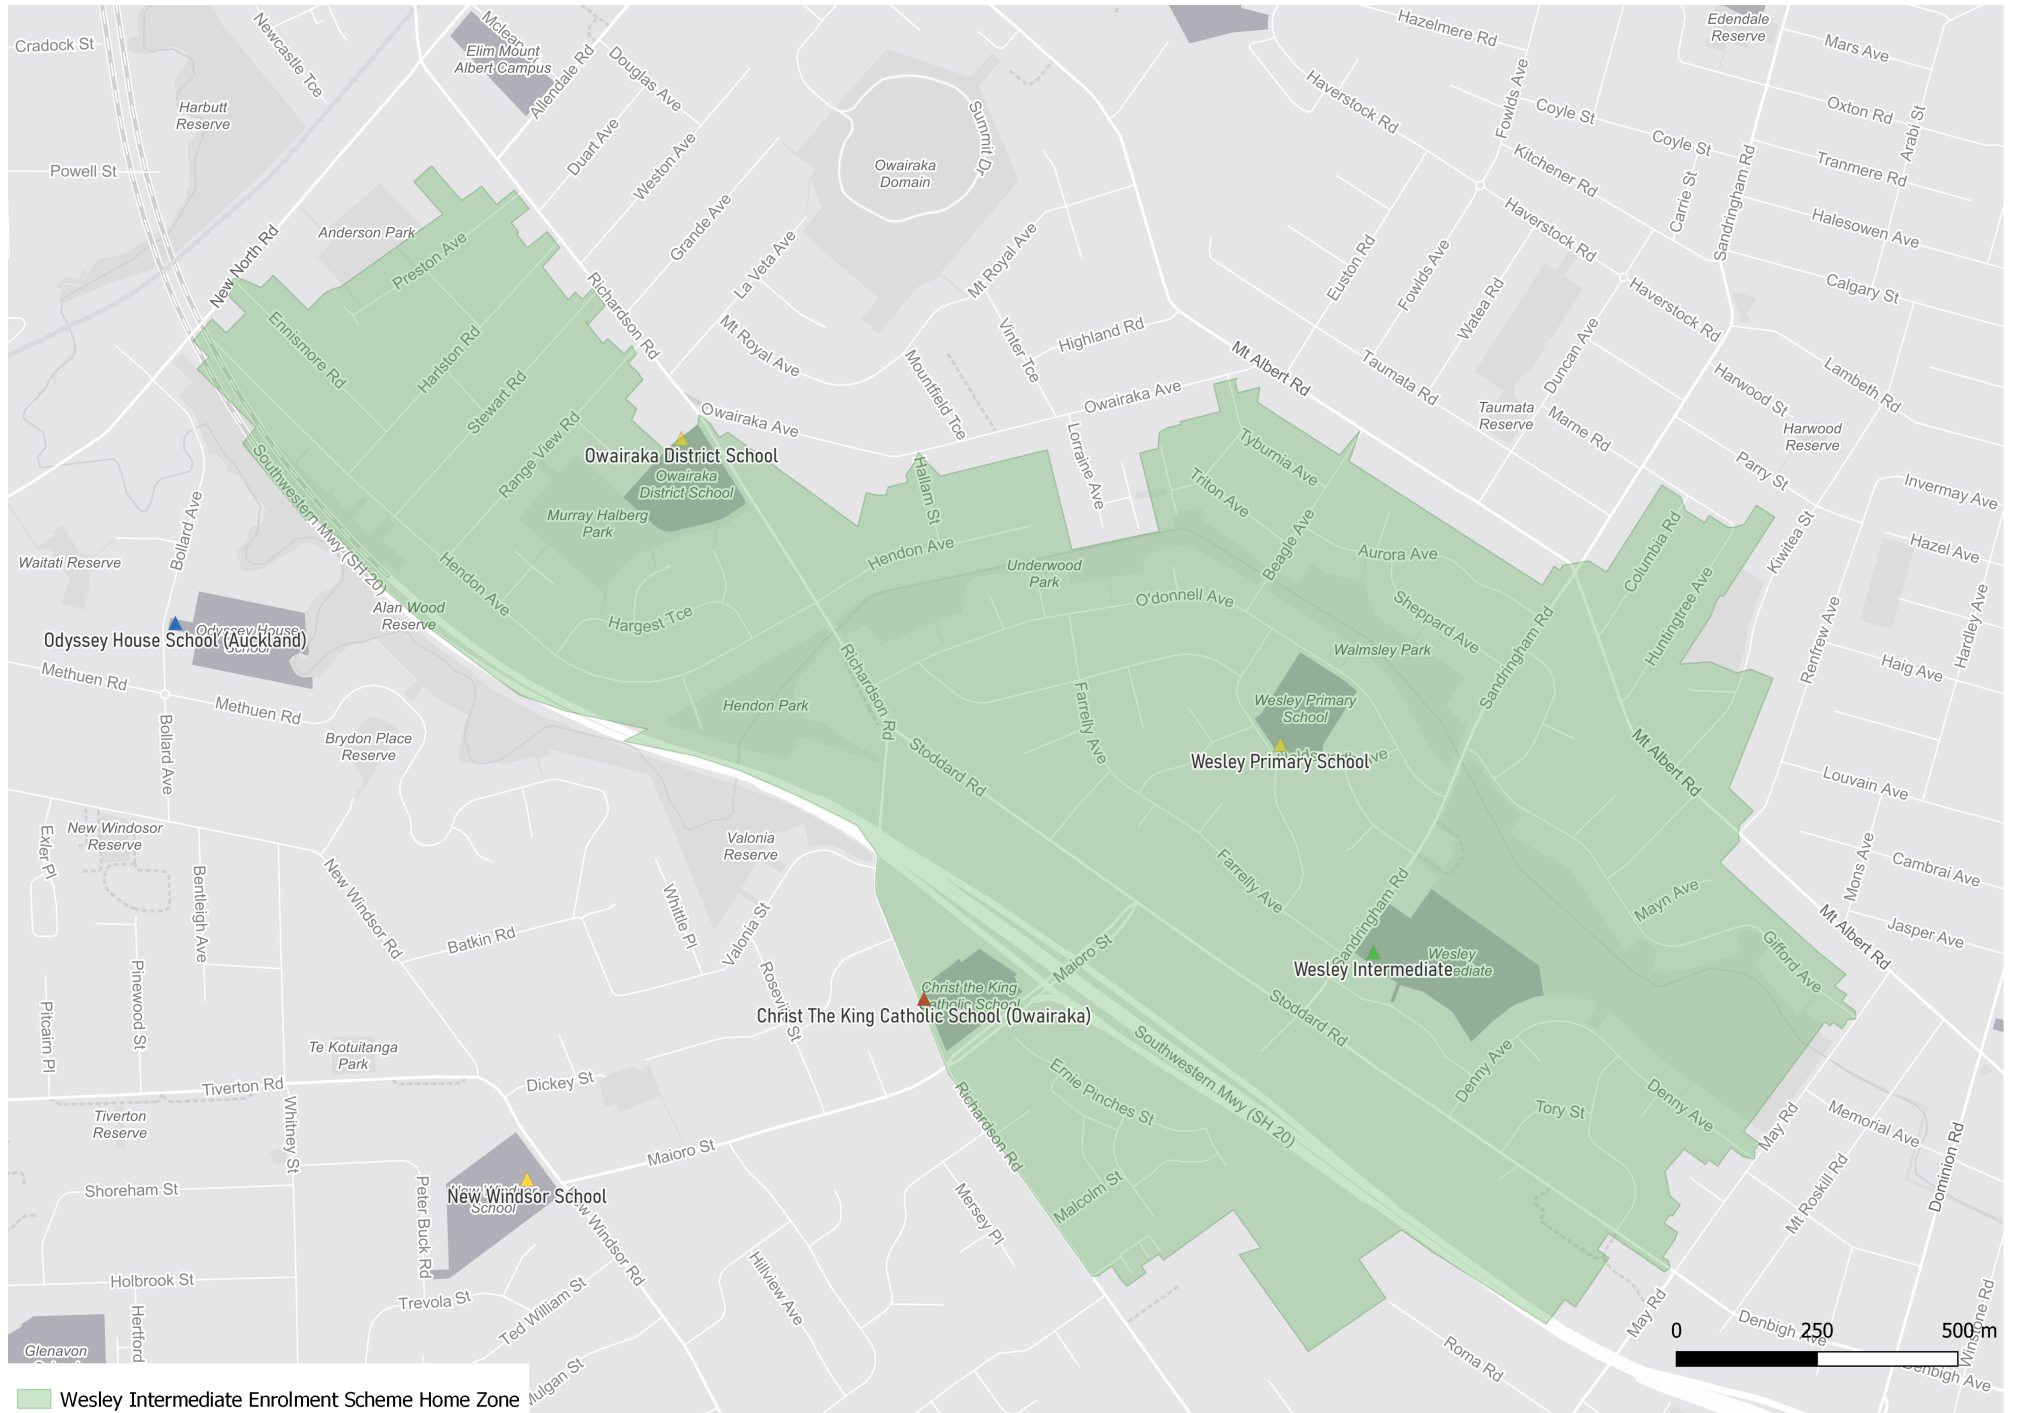 Cradock St
Newcastle Tce
Elim Mount
Albert Campus
Allendale Rd
Douglas Ave
Hazelmere Rd
Edendale
Reserve
Mars Ave
Harbutt
Reserve
Duart Ave
Weston Ave
Summit Dr
Haverstock Rd
Fowlds Ave
Coyle St
Coyle St
Oxton Rd
Arabi St
Powell St
Owairaka
Domain
Kitchener Rd
Carrie St
Sandringham Rd
Tranmere Rd
Anderson Park
Grande Ave
Haverstock Rd
Halesowen Ave
New North Rd
Preston Ave
La Veta Ave
Mt Royal Ave
Euston Rd
Fowlds Ave
Watea Rd
Haverstock Rd
Calgary St
Richardson Rd
Ennismore Rd
Harlston Rd
Mt Royal Ave
Vinter Tce
Highland Rd
Mt Albert Rd
Taumata Rd
Duncan Ave
Harwood St
Lambeth Rd
Stewart Rd
Mountfield Tce
Owairaka Ave
Owairaka Ave
Taumata
Reserve
Marne Rd
Harwood
Reserve
Range View Rd
Owairaka District School
Owairaka
District School
Hallam St
Lorraine Ave
Tyburnia Ave
Triton Ave
Parry St
Invermay Ave
Southwestern Mwy (SH 20)
Bollard Ave
Murray Halberg
Park
Hendon Ave
Beagle Ave
Aurora Ave
Columbia Rd
Kiwitea St
Hazel Ave
Waitati Reserve
Hendon Ave
Underwood
Park
O'donnell Ave
Sheppard Ave
Huntingtree Ave
Renfrew Ave
Hardley Ave
Alan Wood
Reserve
Hargest Tce
Odyssey House
School
Odyssey House School (Auckland)
Walmsley Park
Sandringham Rd
Haig Ave
Methuen Rd
Methuen Rd
Richardson Rd
Hendon Park
Farrelly Ave
Wesley Primary
School
Wesley Primary School
Bollard Ave
Brydon Place
Reserve
Stoddard Rd
Mt Albert Rd
Louvain Ave
Exler Pl
New Windosor
Reserve
Valonia
Reserve
Bentleigh Ave
New Windsor Rd
Whittle Pl
Valonia St
Farrelly Ave
Sandringham Rd
Mayn Ave
Mons Ave
Cambrai Ave
Batkin Rd
Mt Albert Rd
Jasper Ave
Pinewood St
Roseville St
Maioro St
Wesley
Wesley Intermediate
Gifford Ave
Christ the King
Catholic School
Christ The King Catholic School (Owairaka)
Stoddard Rd
Pitcairn Pl
Te Kotuitanga
Park
Dickey St
Tiverton Rd
Southwestern Mwy (SH 20)
Ernie Pinches St
Denny Ave
Tory St
Denny Ave
May Rd
Memorial Ave
Tiverton
Reserve
Whitney St
Richardson Rd
Maioro St
Dominion Rd
Mt Roskill Rd
Shoreham St
Peter Buck Rd
New Windsor School
School
New Windsor Rd
Mersey Pl
Malcolm St
Holbrook St
Hillview Ave
Trevola St
Ted William St
May Rd
Winstone Rd
Hertford
Glenavon
Roma Rd
Denbigh Ave
Denbigh Ave
0 250 500 m
Wesley Intermediate Enrolment Scheme Home Zone